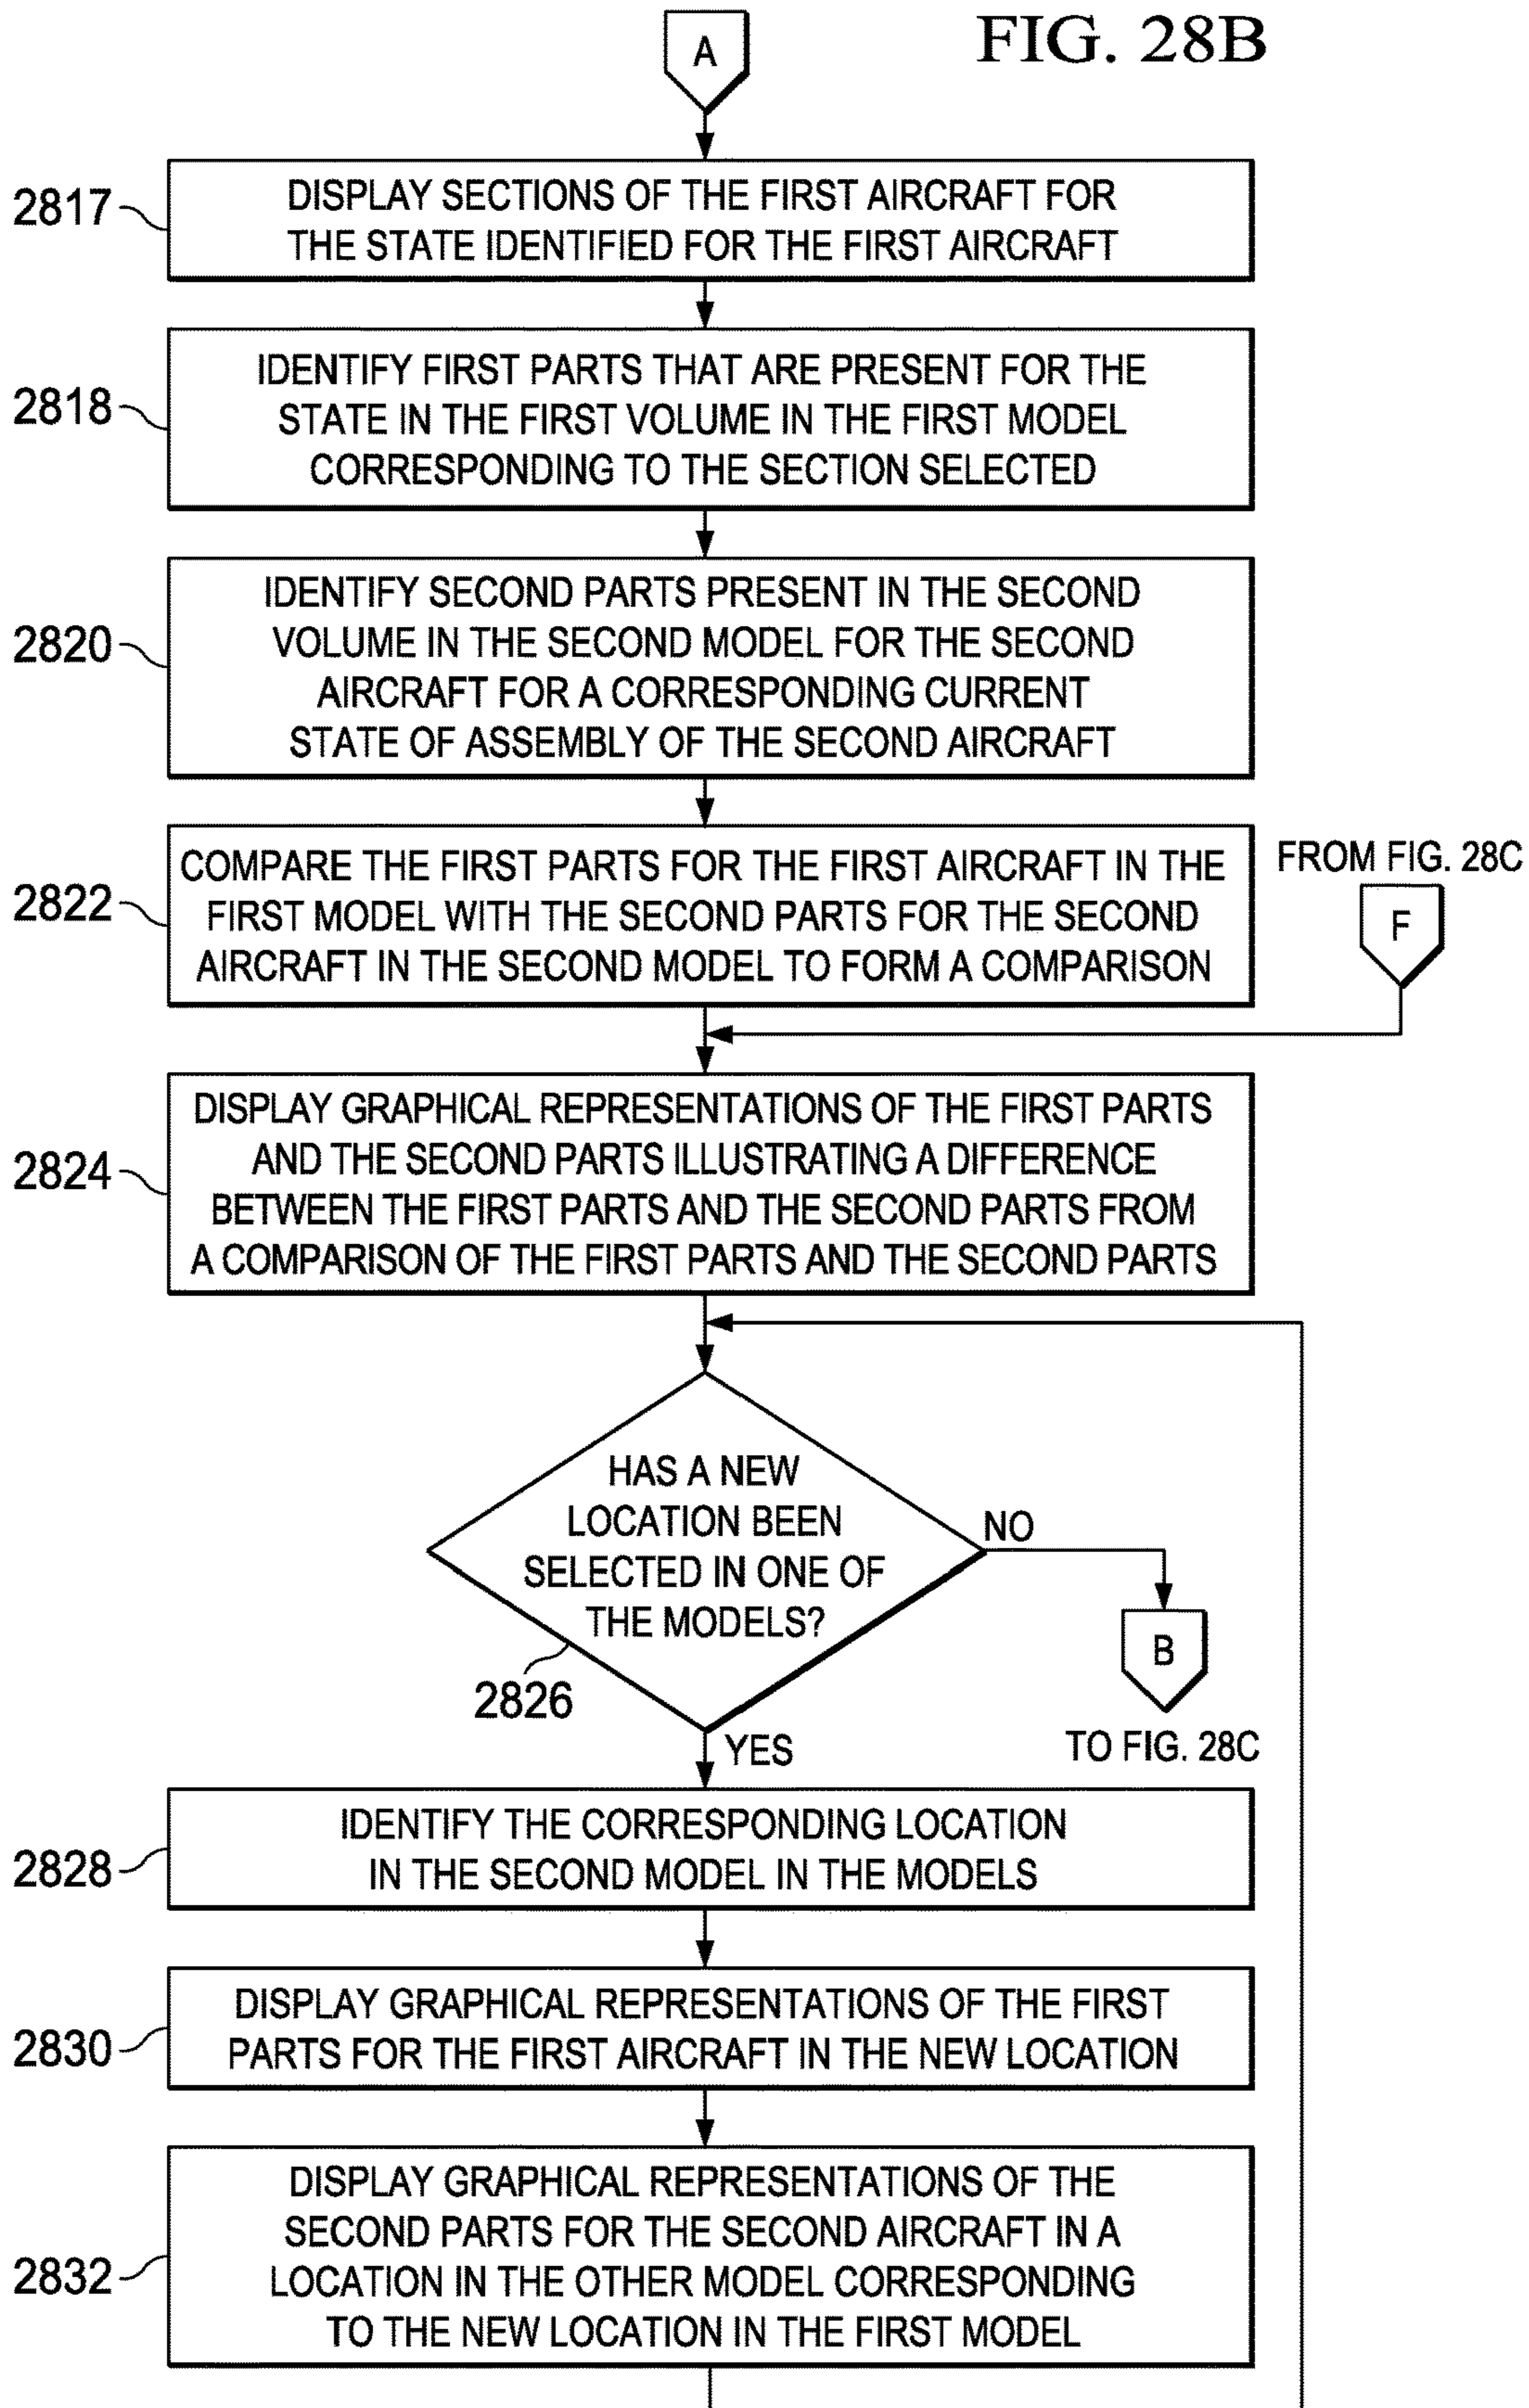 FIG. 28B
A
2817
DISPLAY SECTIONS OF THE FIRST AIRCRAFT FOR
THE STATE IDENTIFIED FOR THE FIRST AIRCRAFT
2818
IDENTIFY FIRST PARTS THAT ARE PRESENT FOR THE
STATE IN THE FIRST VOLUME IN THE FIRST MODEL
CORRESPONDING TO THE SECTION SELECTED
2820
IDENTIFY SECOND PARTS PRESENT IN THE SECOND
VOLUME IN THE SECOND MODEL FOR THE SECOND
AIRCRAFT FOR A CORRESPONDING CURRENT
STATE OF ASSEMBLY OF THE SECOND AIRCRAFT
2822
COMPARE THE FIRST PARTS FOR THE FIRST AIRCRAFT IN THE
FIRST MODEL WITH THE SECOND PARTS FOR THE SECOND
AIRCRAFT IN THE SECOND MODEL TO FORM A COMPARISON
FROM FIG. 28C
F
2824
DISPLAY GRAPHICAL REPRESENTATIONS OF THE FIRST PARTS
AND THE SECOND PARTS ILLUSTRATING A DIFFERENCE
BETWEEN THE FIRST PARTS AND THE SECOND PARTS FROM
A COMPARISON OF THE FIRST PARTS AND THE SECOND PARTS
HAS A NEW
LOCATION BEEN
SELECTED IN ONE OF
THE MODELS?
2826
NO
B
TO FIG. 28C
YES
2828
IDENTIFY THE CORRESPONDING LOCATION
IN THE SECOND MODEL IN THE MODELS
2830
DISPLAY GRAPHICAL REPRESENTATIONS OF THE FIRST
PARTS FOR THE FIRST AIRCRAFT IN THE NEW LOCATION
2832
DISPLAY GRAPHICAL REPRESENTATIONS OF THE
SECOND PARTS FOR THE SECOND AIRCRAFT IN A
LOCATION IN THE OTHER MODEL CORRESPONDING
TO THE NEW LOCATION IN THE FIRST MODEL